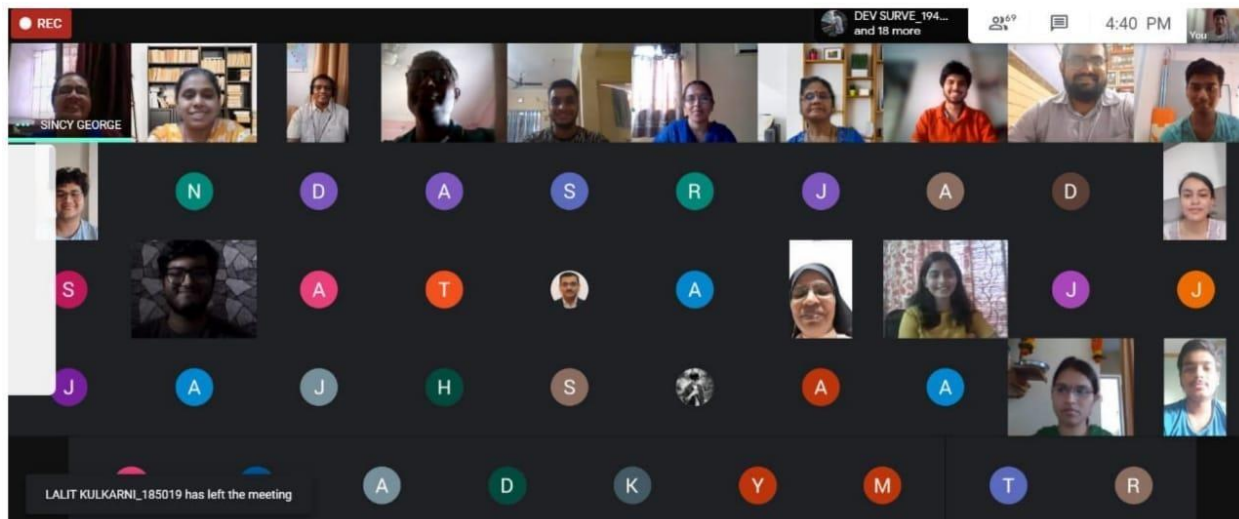 REC
DEV SURVE_194...
and 18 more
69
4:40 PM
You
SINCY GEORGE
N D A S R J A D
S A T A J J
J A J H S A A
A D K Y M T R
LALIT KULKARNI_185019 has left the meeting